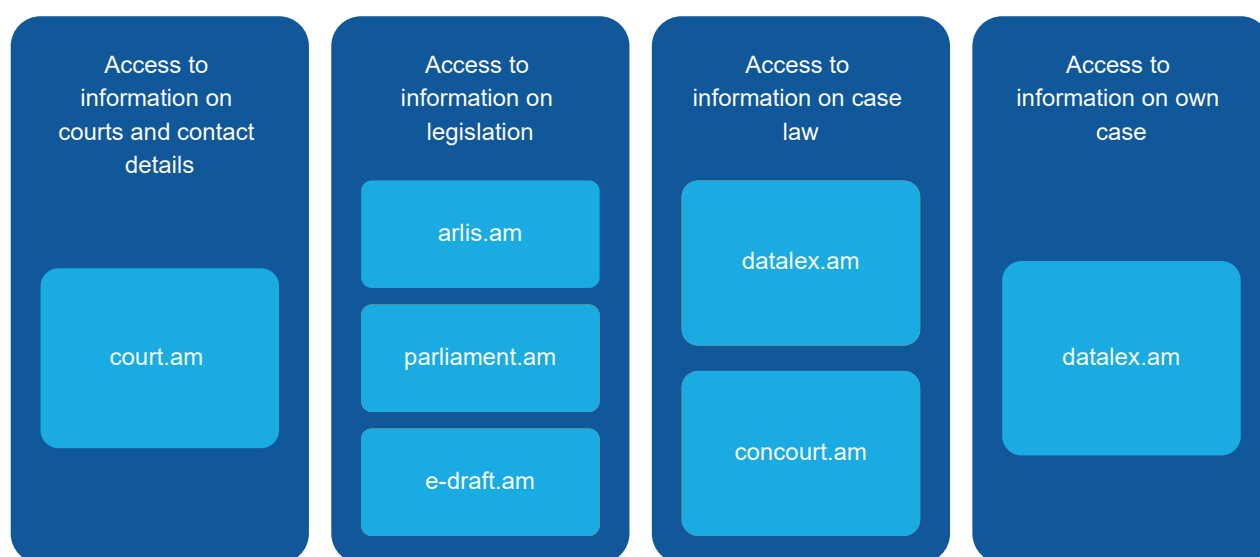 Access to
information on
courts and contact
details
court.am
Access to
information on
legislation
arlis.am
parliament.am
e-draft.am
Access to
information on case
law
datalex.am
concourt.am
Access to
information on own
case
datalex.am